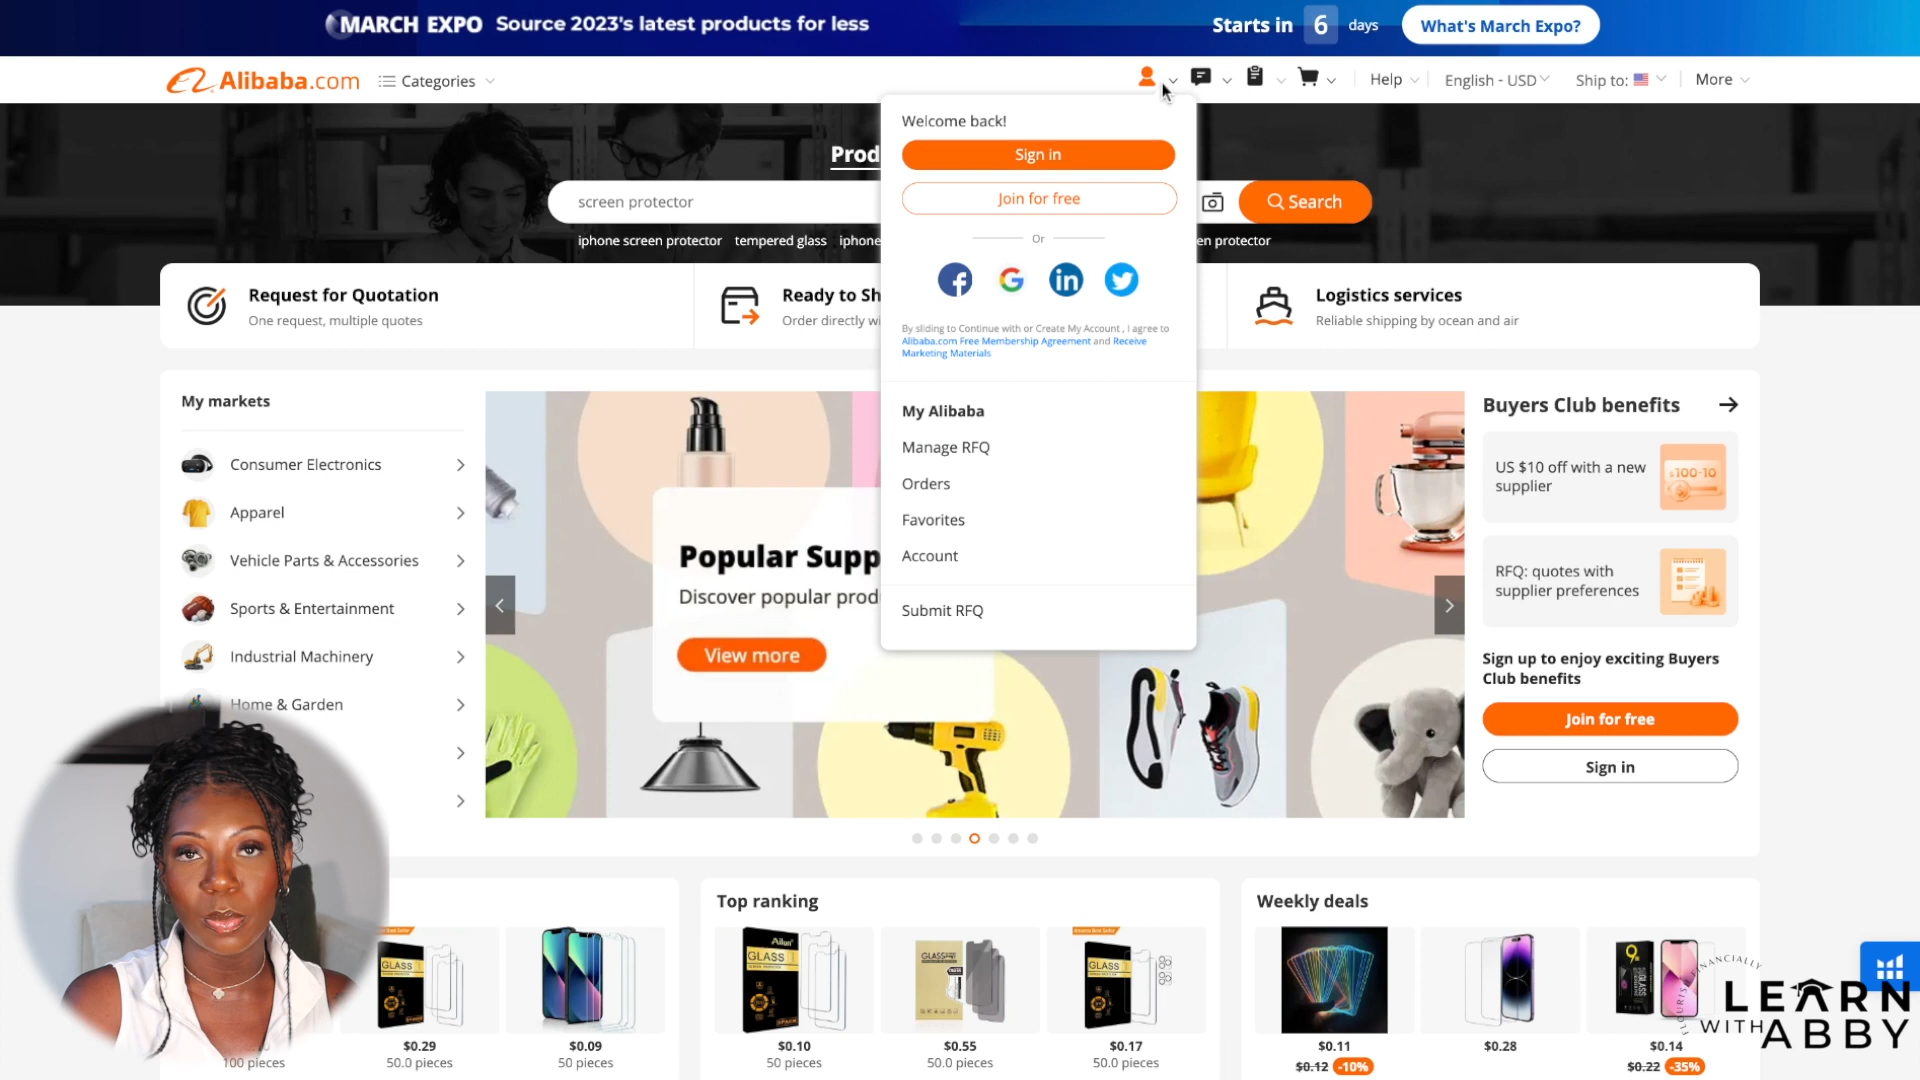 MARCH EXPO Source 2023's latest products for less
Starts in 6 days
What's March Expo?
Alibaba.com
Categories
Help
English - USD
Ship to:
More
Prod
screen protector
Search
iphone screen protector tempered glass iphone
en protector
Welcome back!
Sign in
Join for free
Or
By sliding to Continue with or Create My Account , I agree to
Alibaba.com Free Membership Agreement and Receive
Marketing Materials
My Alibaba
Manage RFQ
Orders
Favorites
Account
Submit RFQ
Request for Quotation
One request, multiple quotes
Ready to Sh
Order directly wi
Logistics services
Reliable shipping by ocean and air
My markets
Consumer Electronics
Apparel
Vehicle Parts & Accessories
Sports & Entertainment
Industrial Machinery
Home & Garden
Popular Supp
Discover popular prod
View more
Buyers Club benefits
US $10 off with a new
supplier
$100-10
RFQ: quotes with
supplier preferences
Sign up to enjoy exciting Buyers
Club benefits
Join for free
Sign in
100 pieces
GLASS
$0.29
50.0 pieces
$0.09
50 pieces
Top ranking
Ailun
GLASS
$0.10
50 pieces
$0.55
50.0 pieces
GLASS
$0.17
50.0 pieces
Weekly deals
$0.11
$0.12 -10%
$0.28
$0.14
$0.22 -35%
FINANCIALLY
LEARN
WITH ABBY